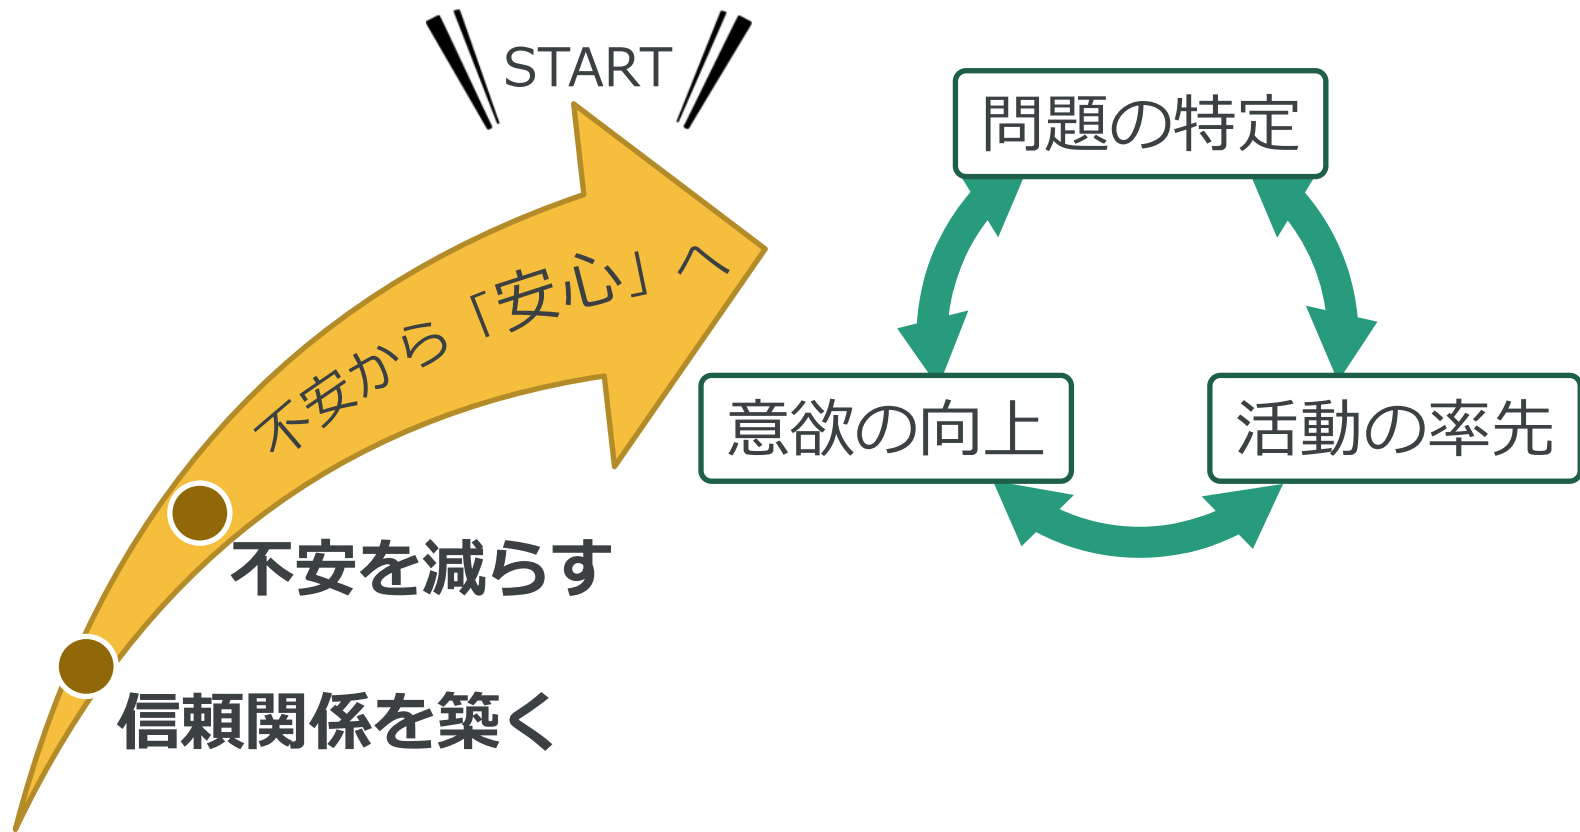 START
問題の特定
不安から「安心」へ
意欲の向上
活動の率先
不安を減らす
信頼関係を築く